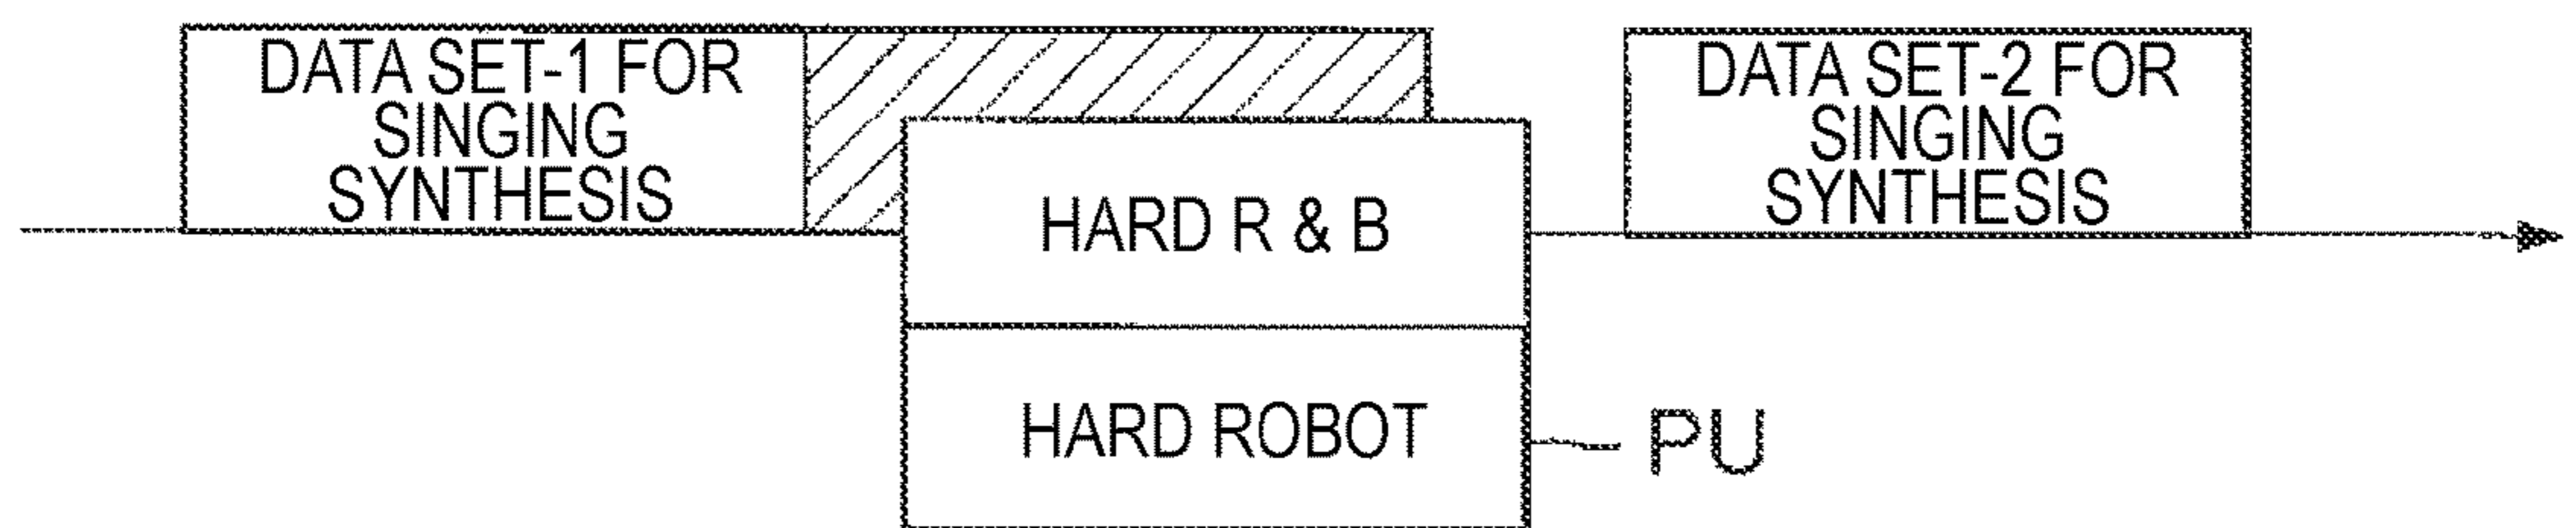 DATA SET-1 FOR
SINGING
SYNTHESIS
DATA SET-2 FOR
SINGING
SYNTHESIS
HARD R & B
HARD ROBOT
PU